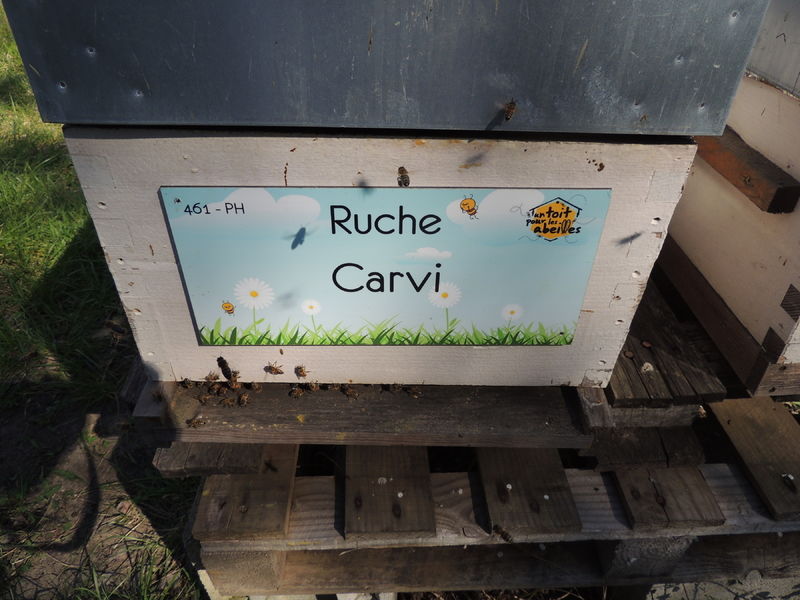 461 - PH
Ruche
Carvi
un toit
pour les
abeilles